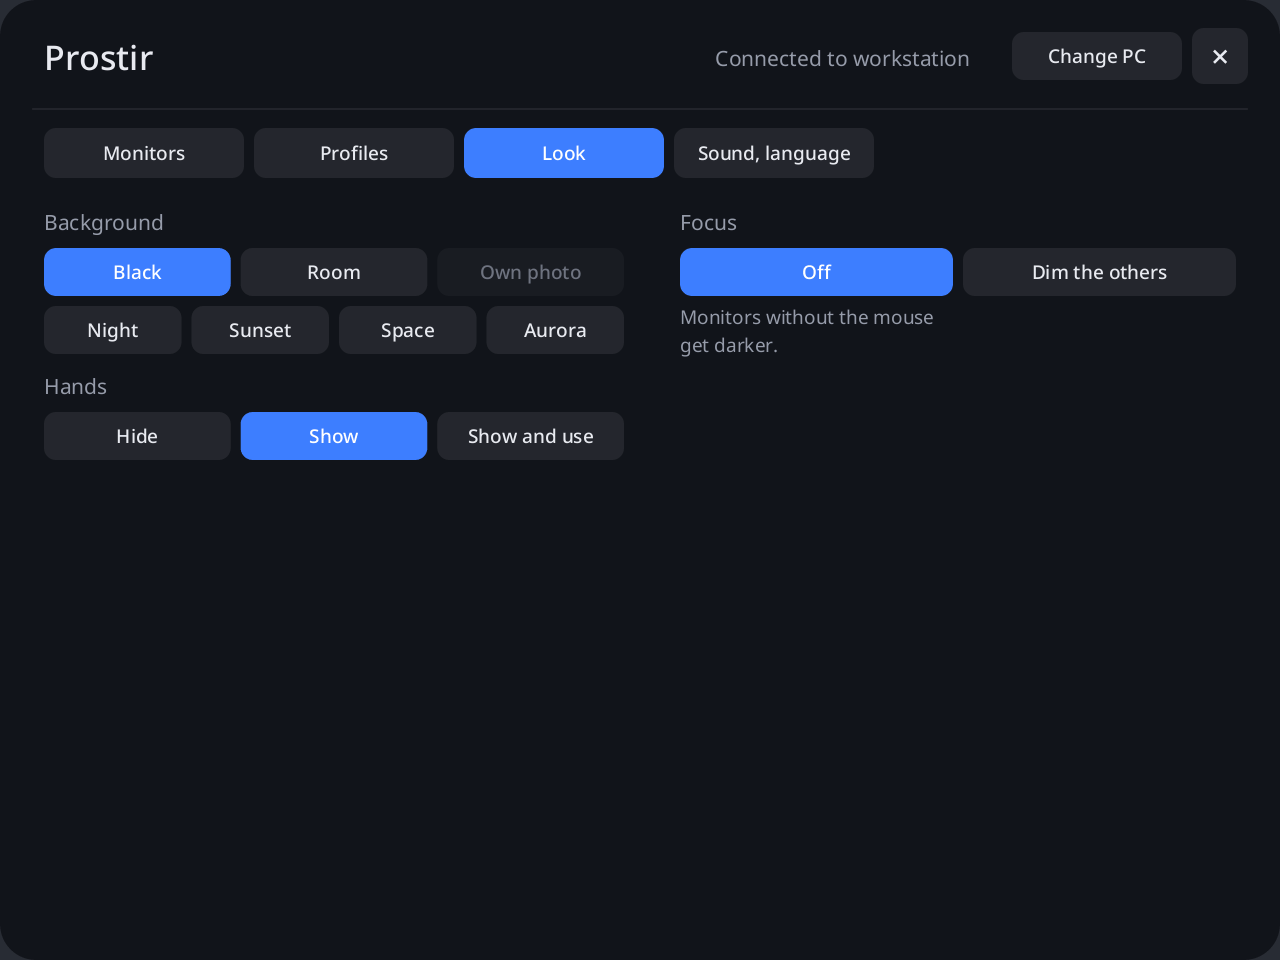 Prostir
Connected to workstation
Change PC
✕
Monitors
Profiles
Look
Sound, language
Background
Black
Room
Own photo
Night
Sunset
Space
Aurora
Hands
Hide
Show
Show and use
Focus
Off
Dim the others
Monitors without the mouse
get darker.